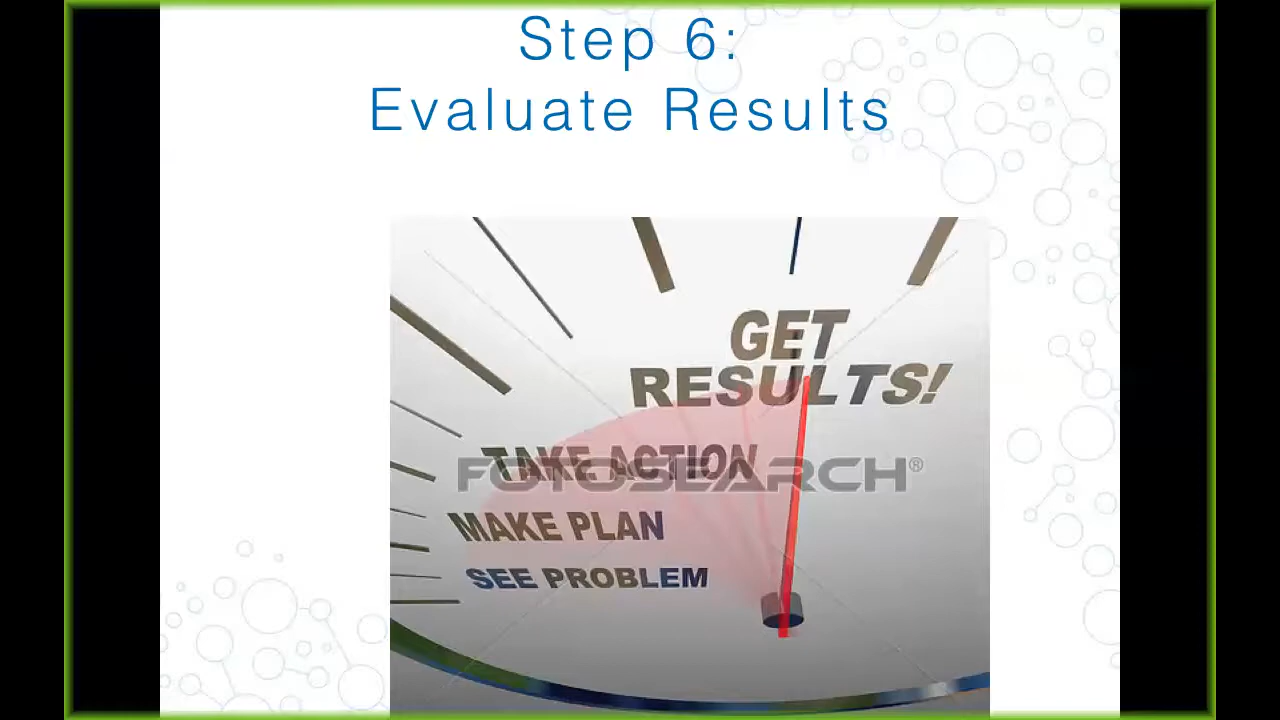 Step 6:
Evaluate Results
GET
RESULTS!
TAKE ACTION
FOTOSEARCH®
MAKE PLAN
SEE PROBLEM